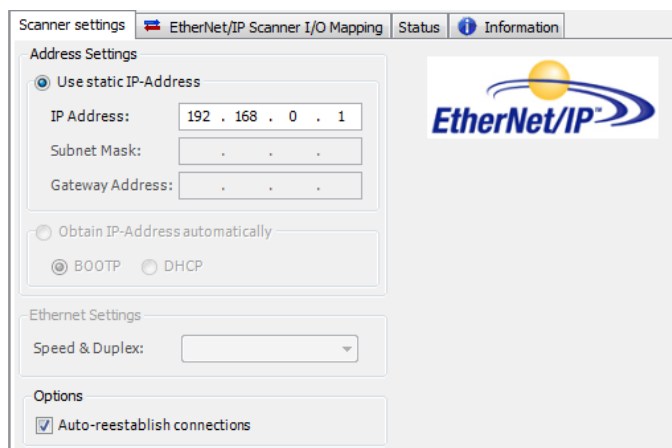 Scanner settings
EtherNet/IP Scanner I/O Mapping
Status
Information
Address Settings
Use static IP-Address
IP Address: 192 . 168 . 0 . 1
Subnet Mask: . . .
Gateway Address: . . .
Obtain IP-Address automatically
BOOTP DHCP
EtherNet/IP™
Ethernet Settings
Speed & Duplex:
Options
Auto-reestablish connections